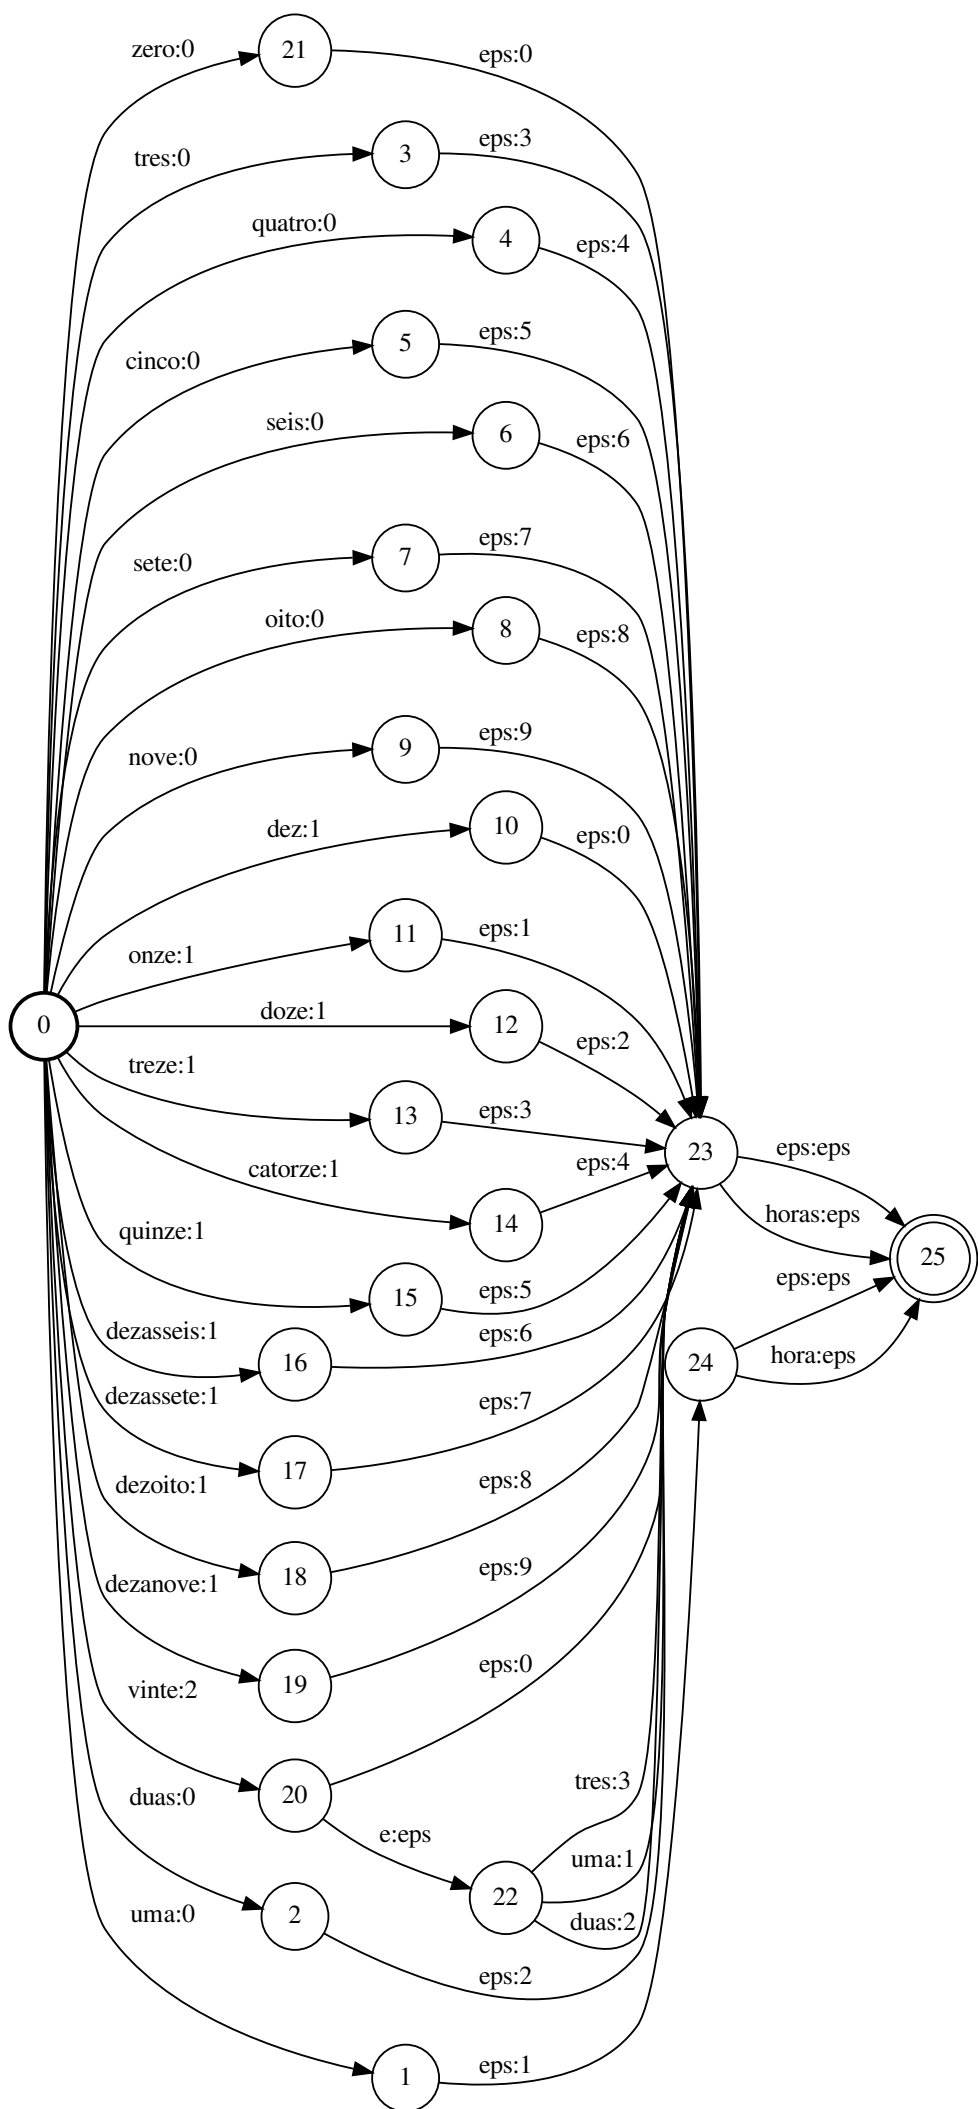 zero:0
21
eps:0
tres:0
3
eps:3
quatro:0
4
eps:4
cinco:0
5
eps:5
seis:0
6
eps:6
sete:0
7
eps:7
oito:0
8
eps:8
nove:0
9
eps:9
dez:1
10
eps:0
onze:1
11
eps:1
0
doze:1
12
eps:2
treze:1
13
eps:3
catorze:1
14
eps:4
23
eps:eps
horas:eps
25
quinze:1
15
eps:5
dezasseis:1
16
eps:6
24
eps:eps
hora:eps
dezassete:1
17
eps:7
dezoito:1
18
eps:8
dezanove:1
19
eps:9
vinte:2
20
eps:0
e:eps
22
tres:3
uma:1
duas:2
duas:0
2
eps:2
uma:0
1
eps:1